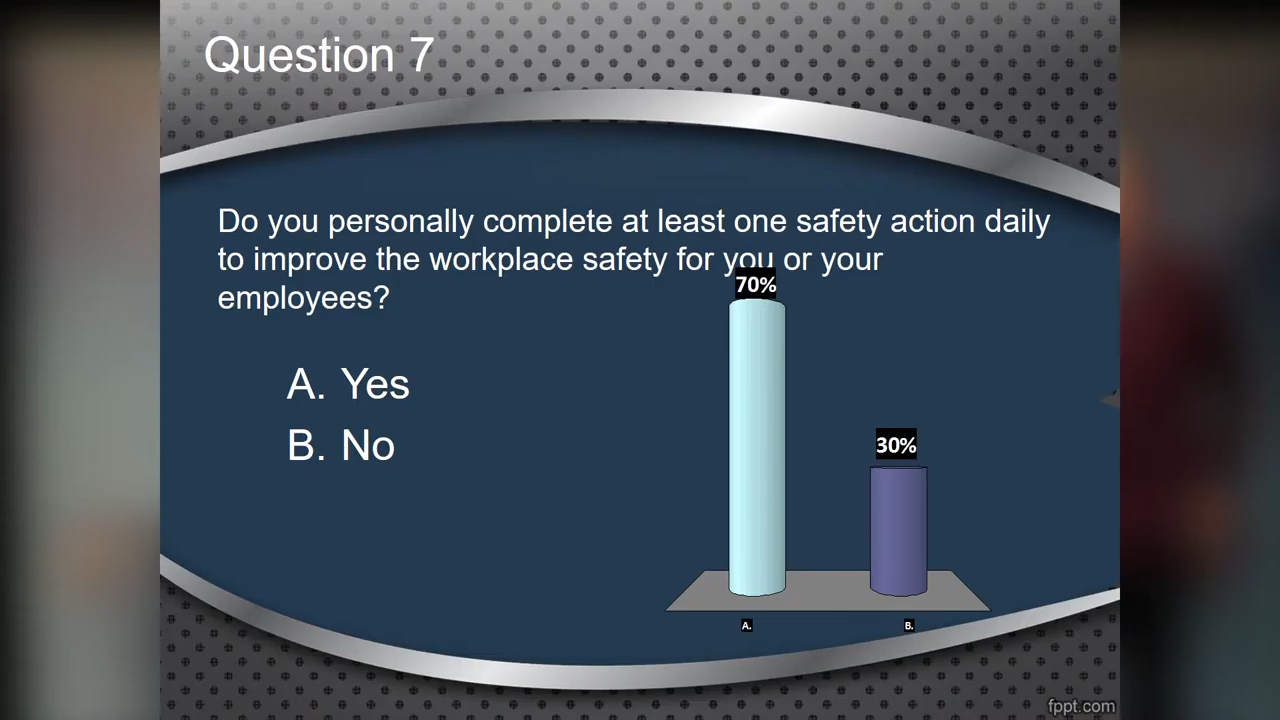 Question 7
Do you personally complete at least one safety action daily
to improve the workplace safety for you or your
employees?
A. Yes
B. No
70%
30%
A.
B.
fppt.com